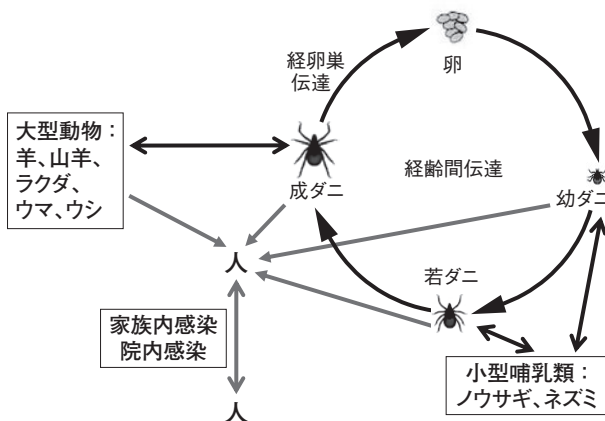 経卵巣
伝達
卵
大型動物：
羊、山羊、
ラクダ、
ウマ、ウシ
成ダニ
経齢間伝達
幼ダニ
人
若ダニ
家族内感染
院内感染
小型哺乳類：
ノウサギ、ネズミ
人